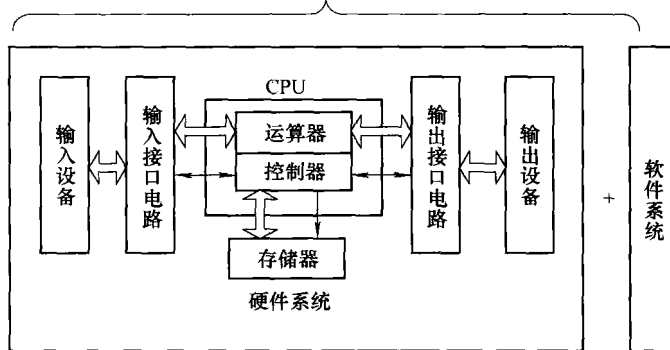 CPU
输入设备
输入接口电路
运算器
控制器
输出接口电路
输出设备
存储器
硬件系统
+
软件系统